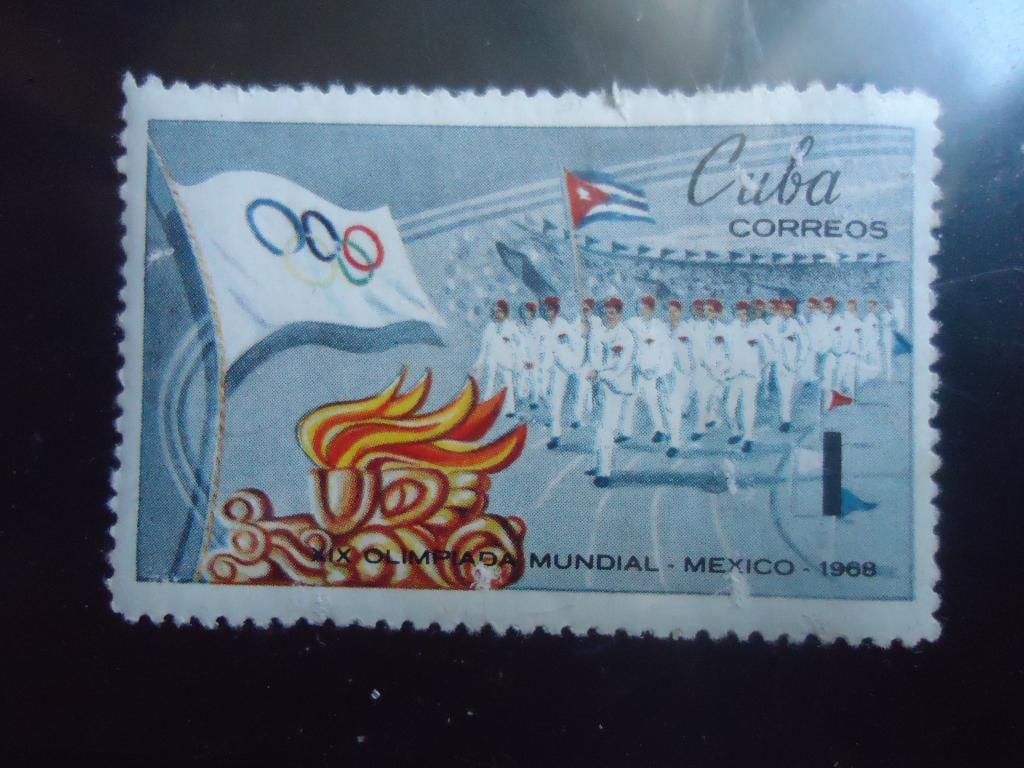 Cuba
CORREOS
1
XIX OLIMPIADA MUNDIAL - MEXICO - 1968